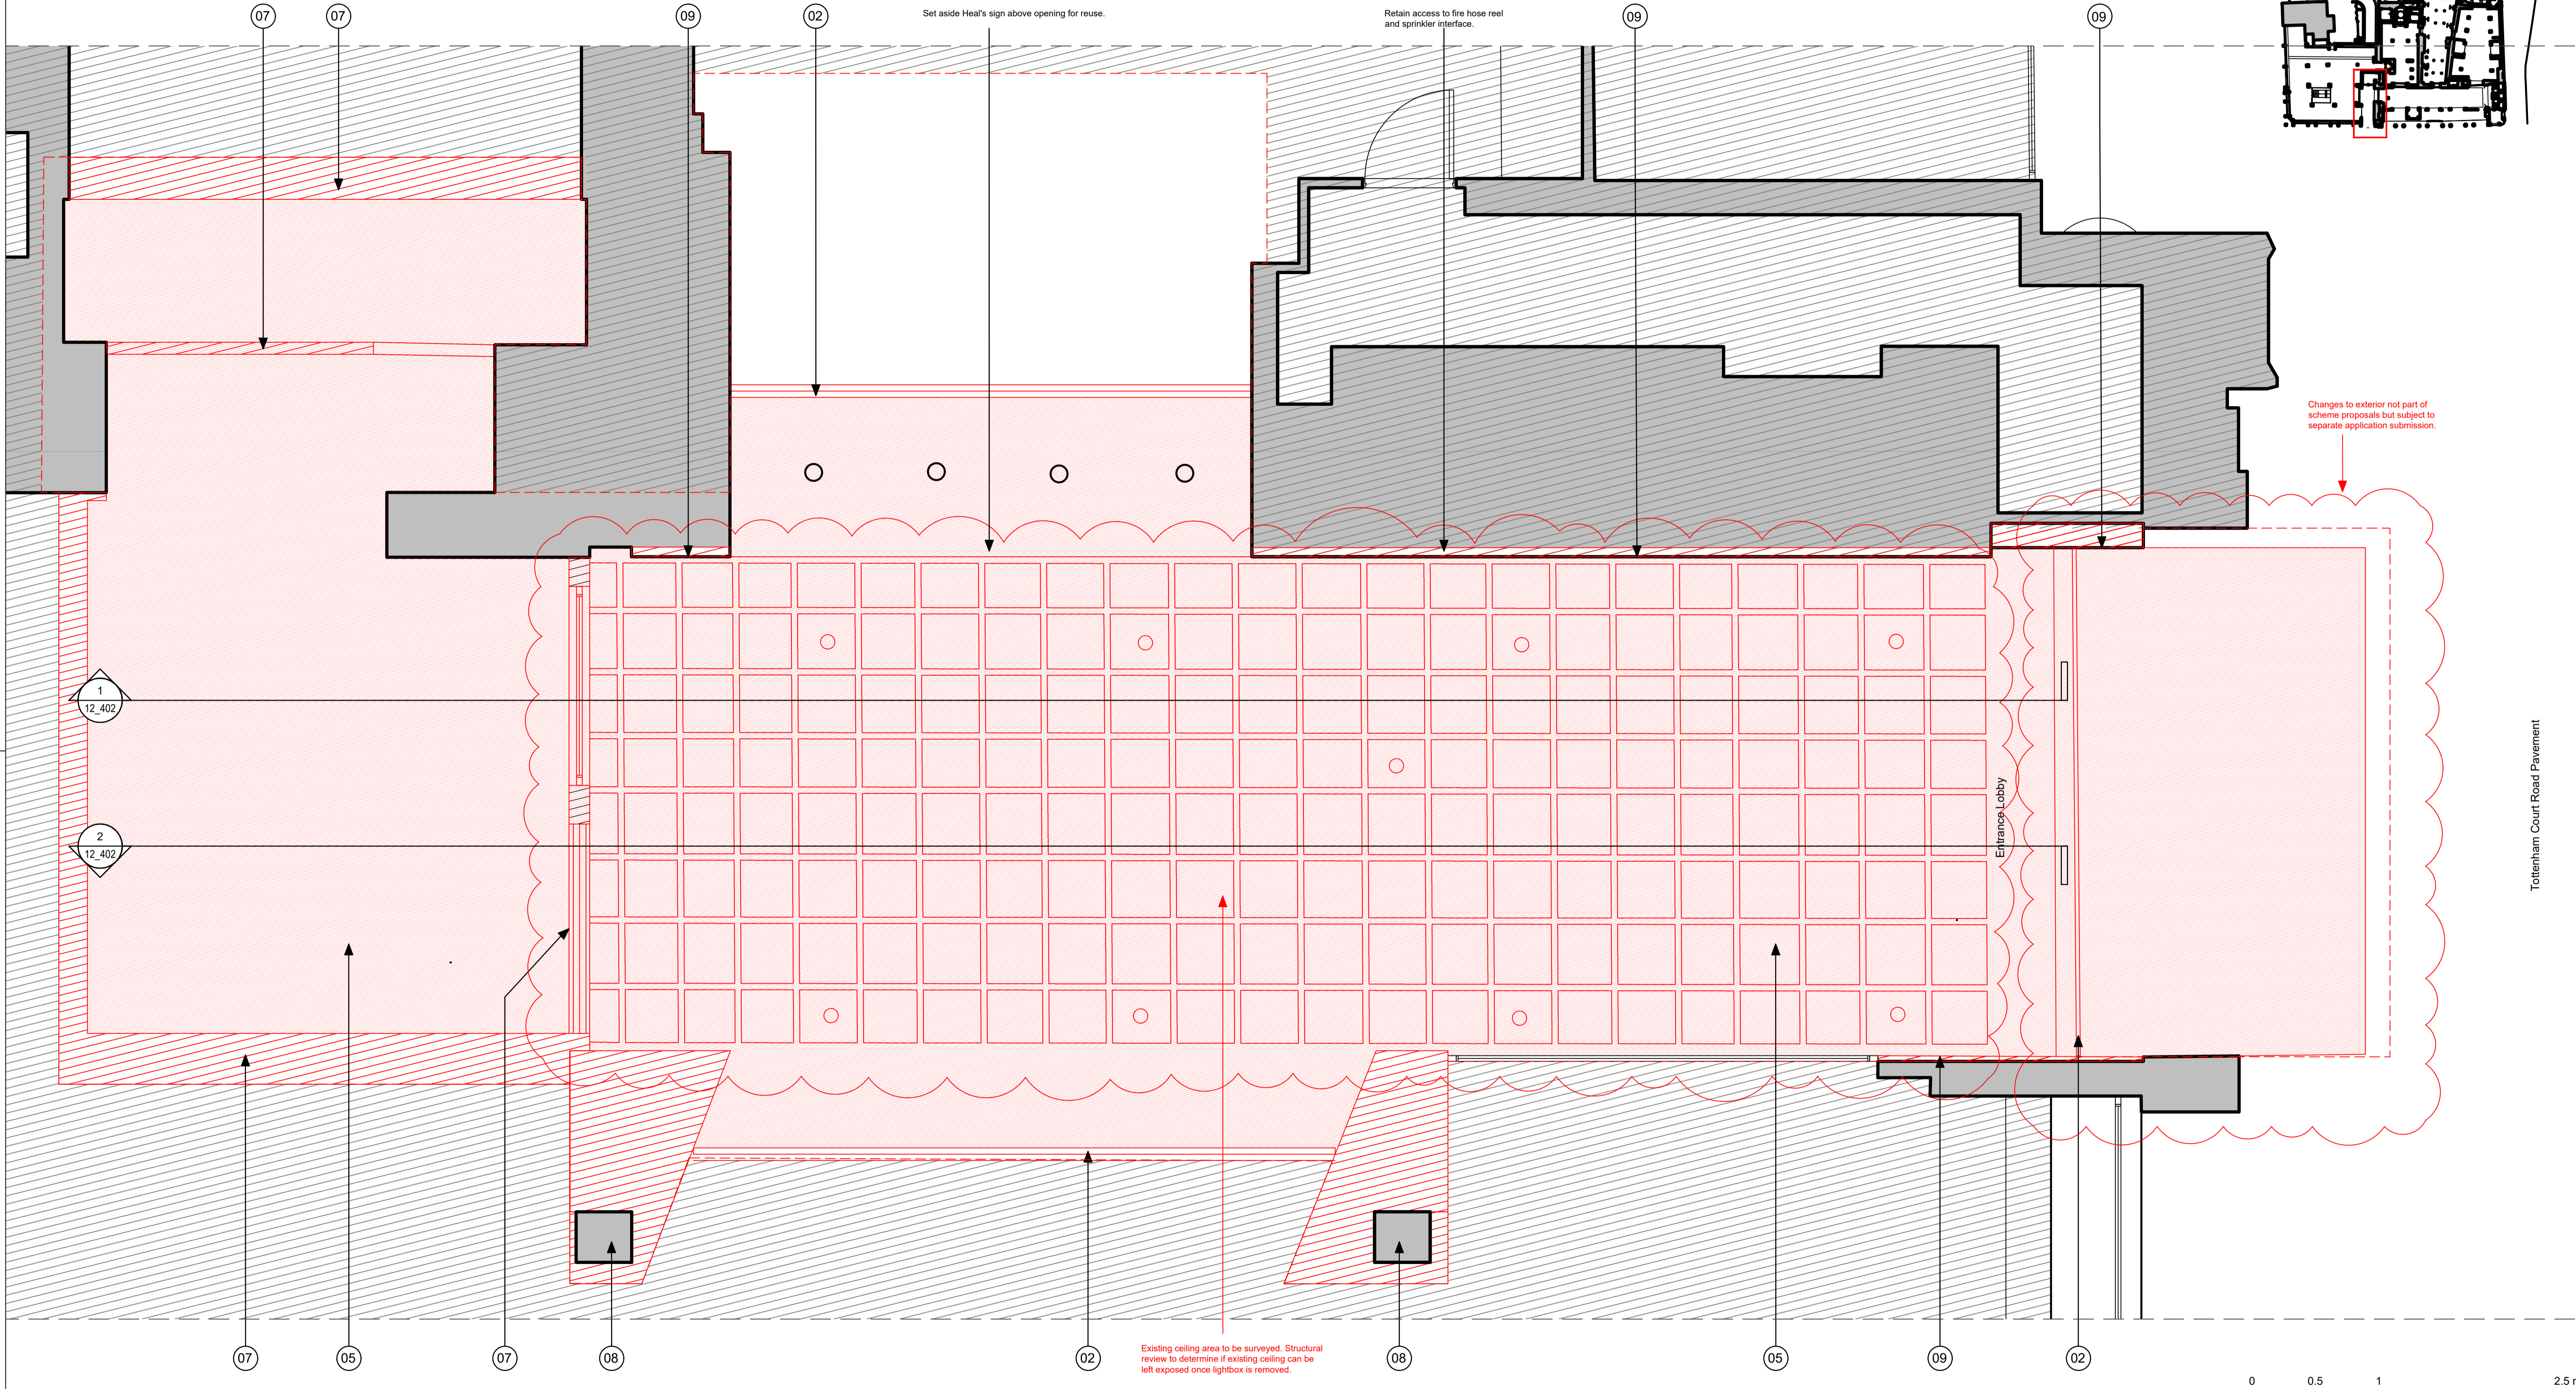 07
07
09
02
Set aside Heal's sign above opening for reuse.
Retain access to fire hose reel
and sprinkler interface.
09
09
Changes to exterior not part of
scheme proposals but subject to
separate application submission.
1
12_402
2
12_402
Entrance Lobby
Tottenham Court Road Pavement
07
05
07
08
02
Existing ceiling area to be surveyed. Structural
review to determine if existing ceiling can be
left exposed once lightbox is removed.
08
05
09
02
0 0.5 1 2.5